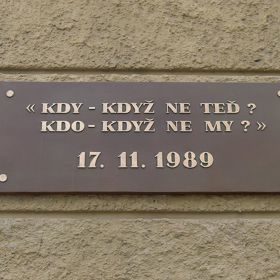 « KDY - KDYŽ NE TEĎ ?
KDO - KDYŽ NE MY ? »
17. 11. 1989